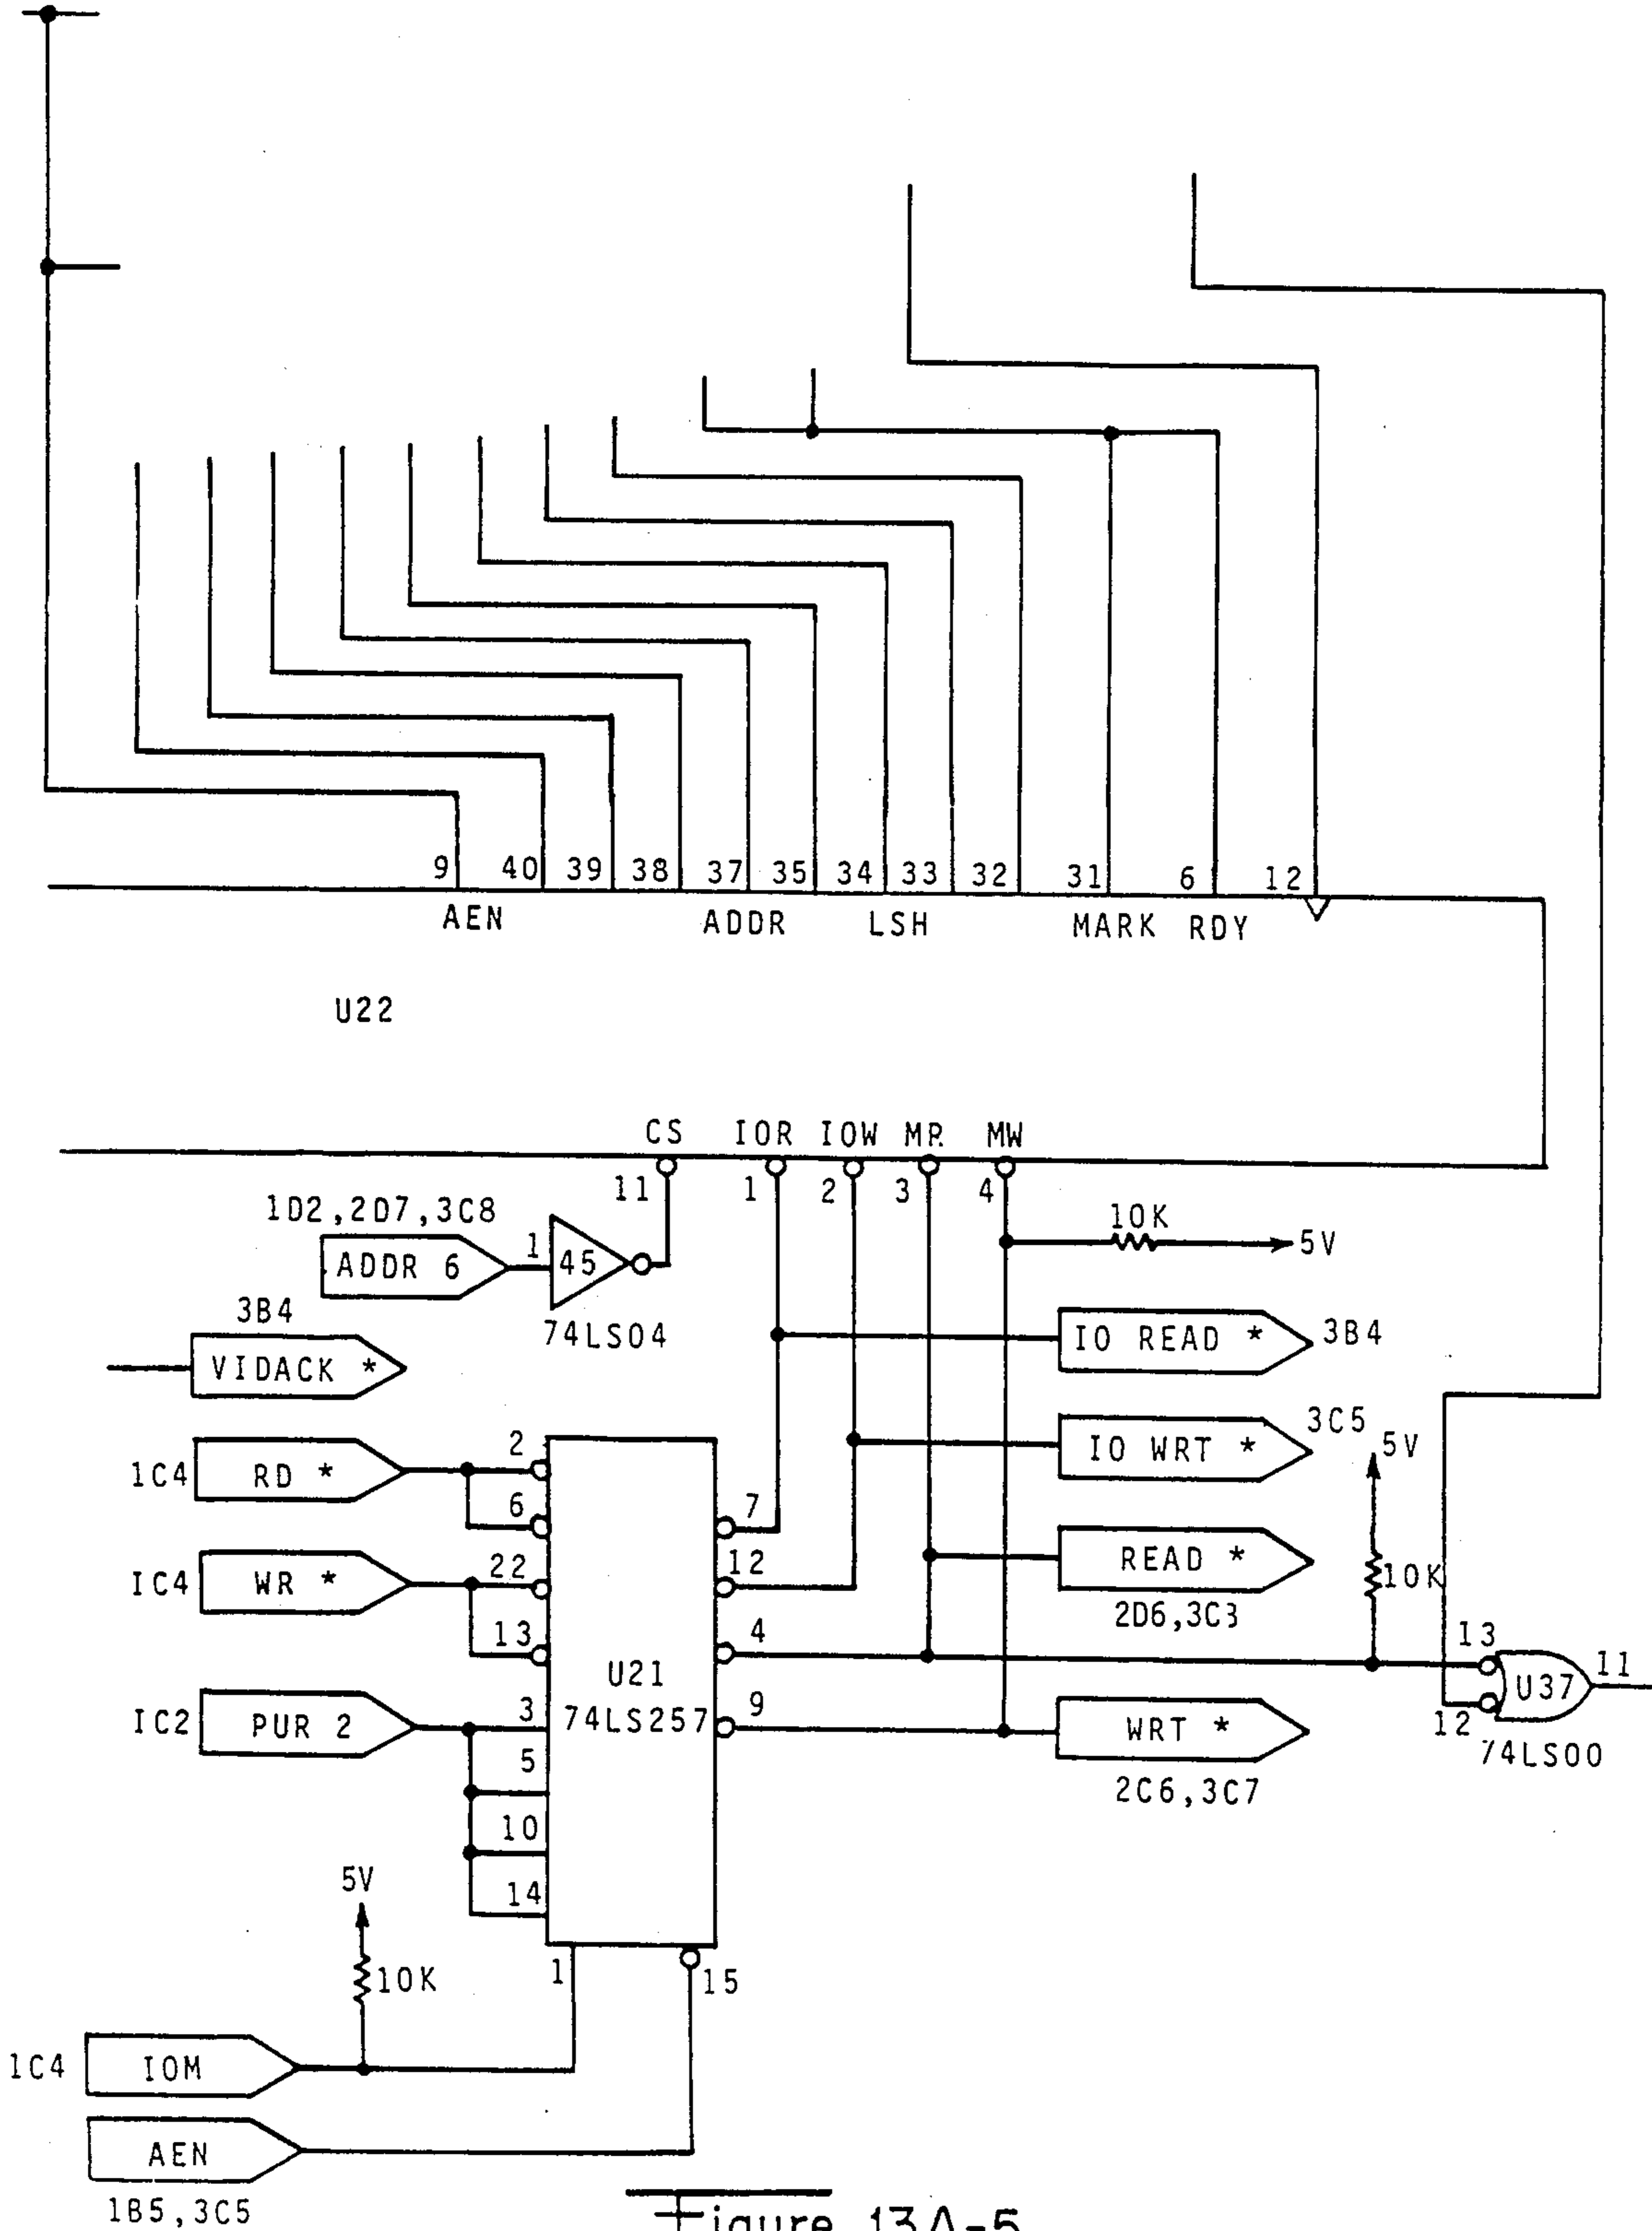 9 40 39 38 37 35 34 33 32 31 6 12
AEN ADDR LSH MARK RDY
U22
CS IOR IOW MR MW
11 1 2 3 4
1D2,2D7,3C8
ADDR 6
1
45
74LS04
10K
5V
3B4
VIDACK *
IO READ *
3B4
IO WRT *
3C5
5V
10K
1C4
RD *
2
6
7
IC4
WR *
22
13
12
READ *
2D6,3C3
4
U21
74LS257
13
12
U37
11
74LS00
IC2
PUR 2
3
5
10
14
9
WRT *
2C6,3C7
5V
10K
1
15
1C4
IOM
AEN
1B5,3C5
Figure 13A-5